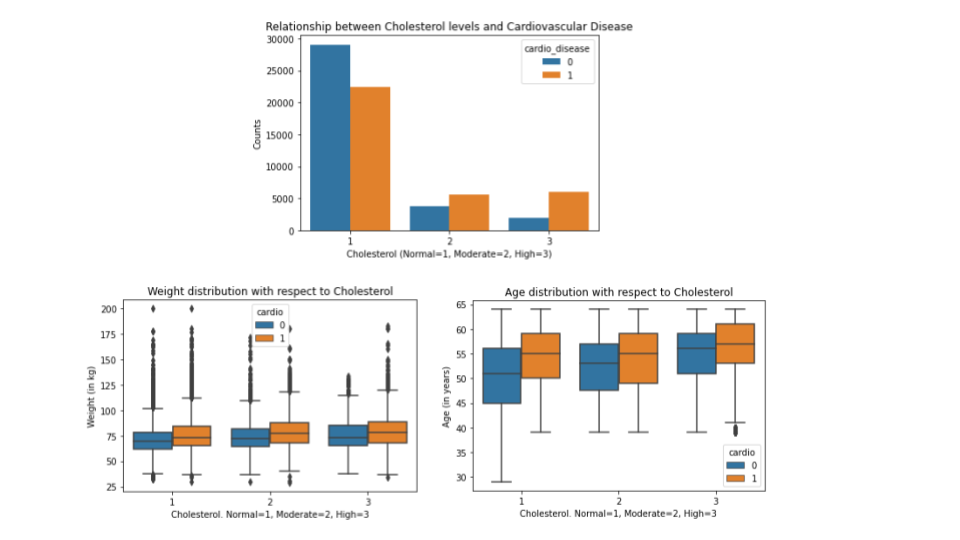 Relationship between Cholesterol levels and Cardiovascular Disease
30000
25000
20000
15000
10000
5000
0
Counts
cardio_disease
0
1
1 2 3
Cholesterol (Normal=1, Moderate=2, High=3)
Weight distribution with respect to Cholesterol
200
175
150
125
100
75
50
25
Weight (in kg)
cardio
0
1
1 2 3
Cholesterol. Normal=1, Moderate=2, High=3
Age distribution with respect to Cholesterol
65
60
55
50
45
40
35
30
Age (in years)
cardio
0
1
1 2 3
Cholesterol. Normal=1, Moderate=2, High=3